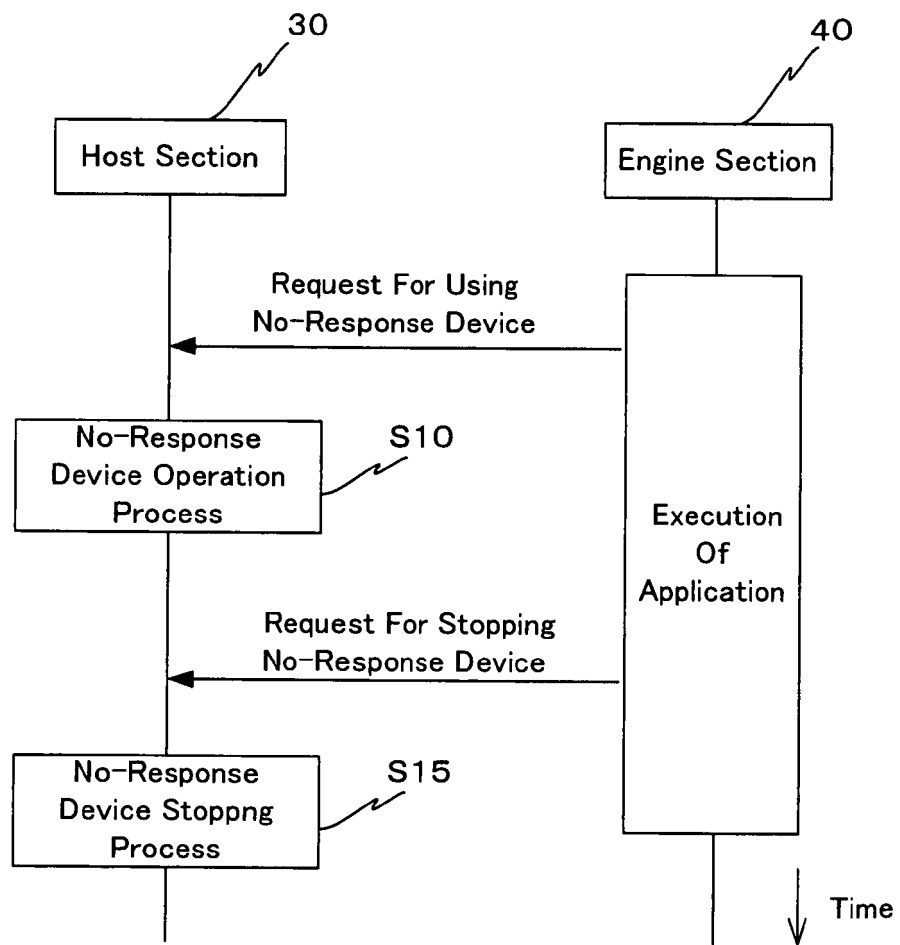 30
40
Host Section
Engine Section
Request For Using
No-Response Device
No-Response
Device Operation
Process
S10
Execution
Of
Application
Request For Stopping
No-Response Device
No-Response
Device Stoppng
Process
S15
Time